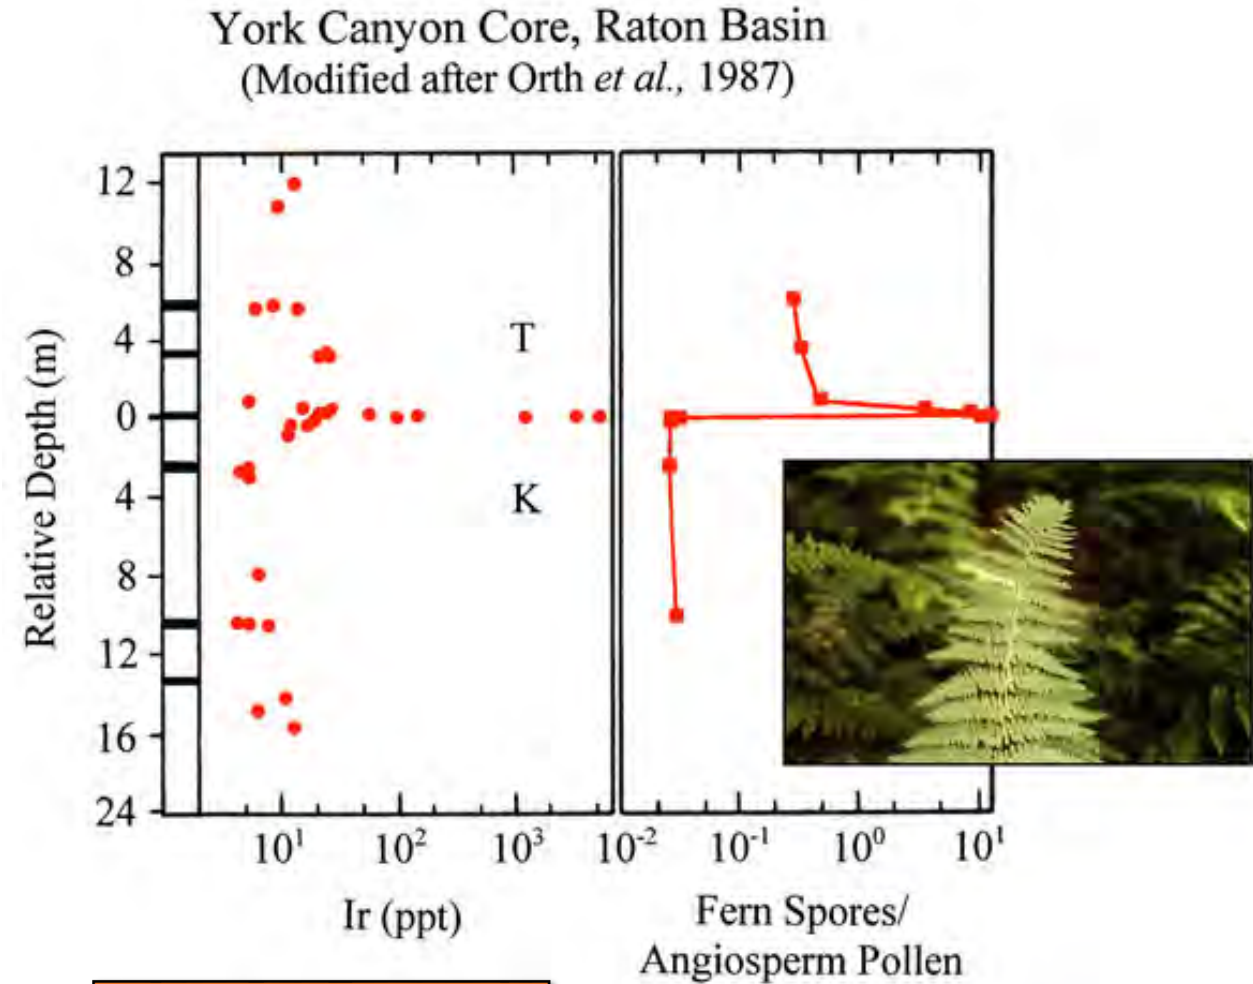 York Canyon Core, Raton Basin
(Modified after Orth et al., 1987)
12
8
4
0
4
8
12
16
24
Relative Depth (m)
T
K
10¹
10²
10³
10⁻²
10⁻¹
10⁰
10¹
Ir (ppt)
Fern Spores/
Angiosperm Pollen